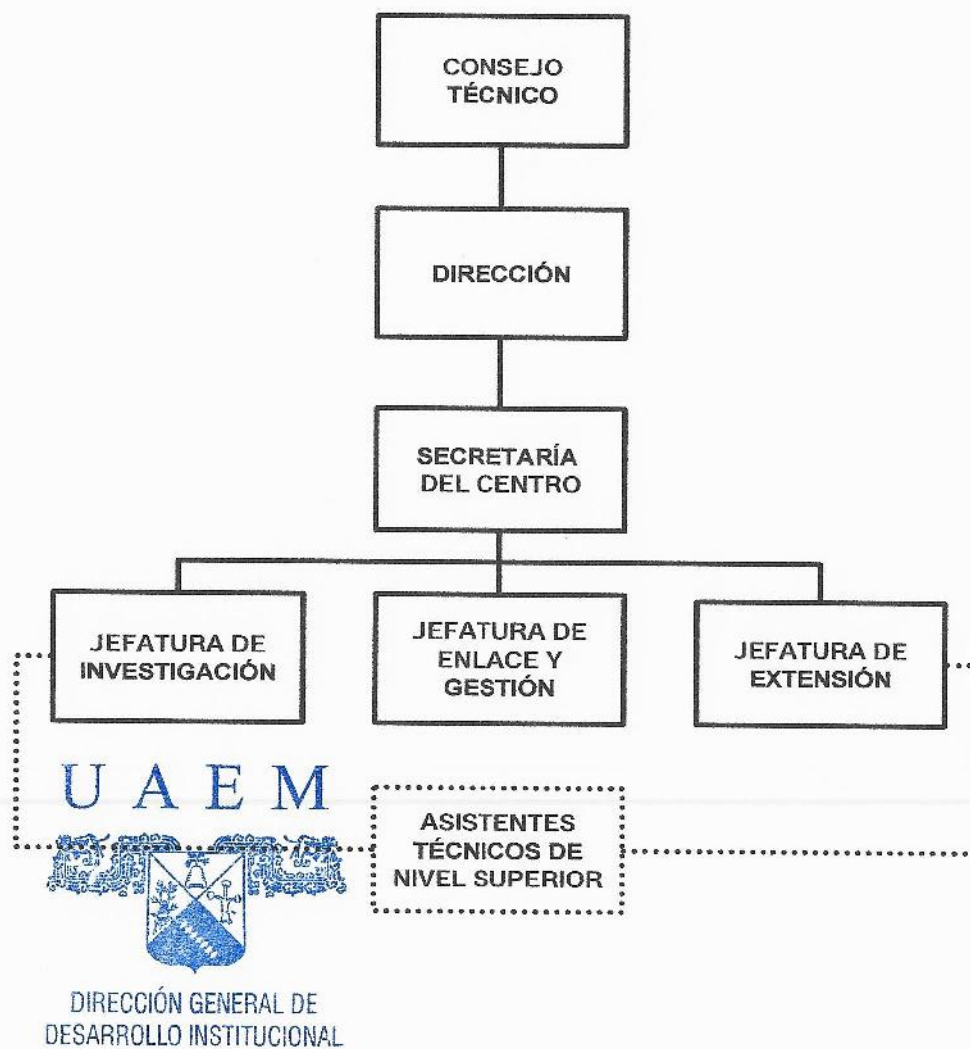 CONSEJO
TÉCNICO
DIRECCIÓN
SECRETARÍA
DEL CENTRO
JEFATURA DE
INVESTIGACIÓN
JEFATURA DE
ENLACE Y
GESTIÓN
JEFATURA DE
EXTENSIÓN
UAEM
ASISTENTES
TÉCNICOS DE
NIVEL SUPERIOR
DIRECCIÓN GENERAL DE
DESARROLLO INSTITUCIONAL